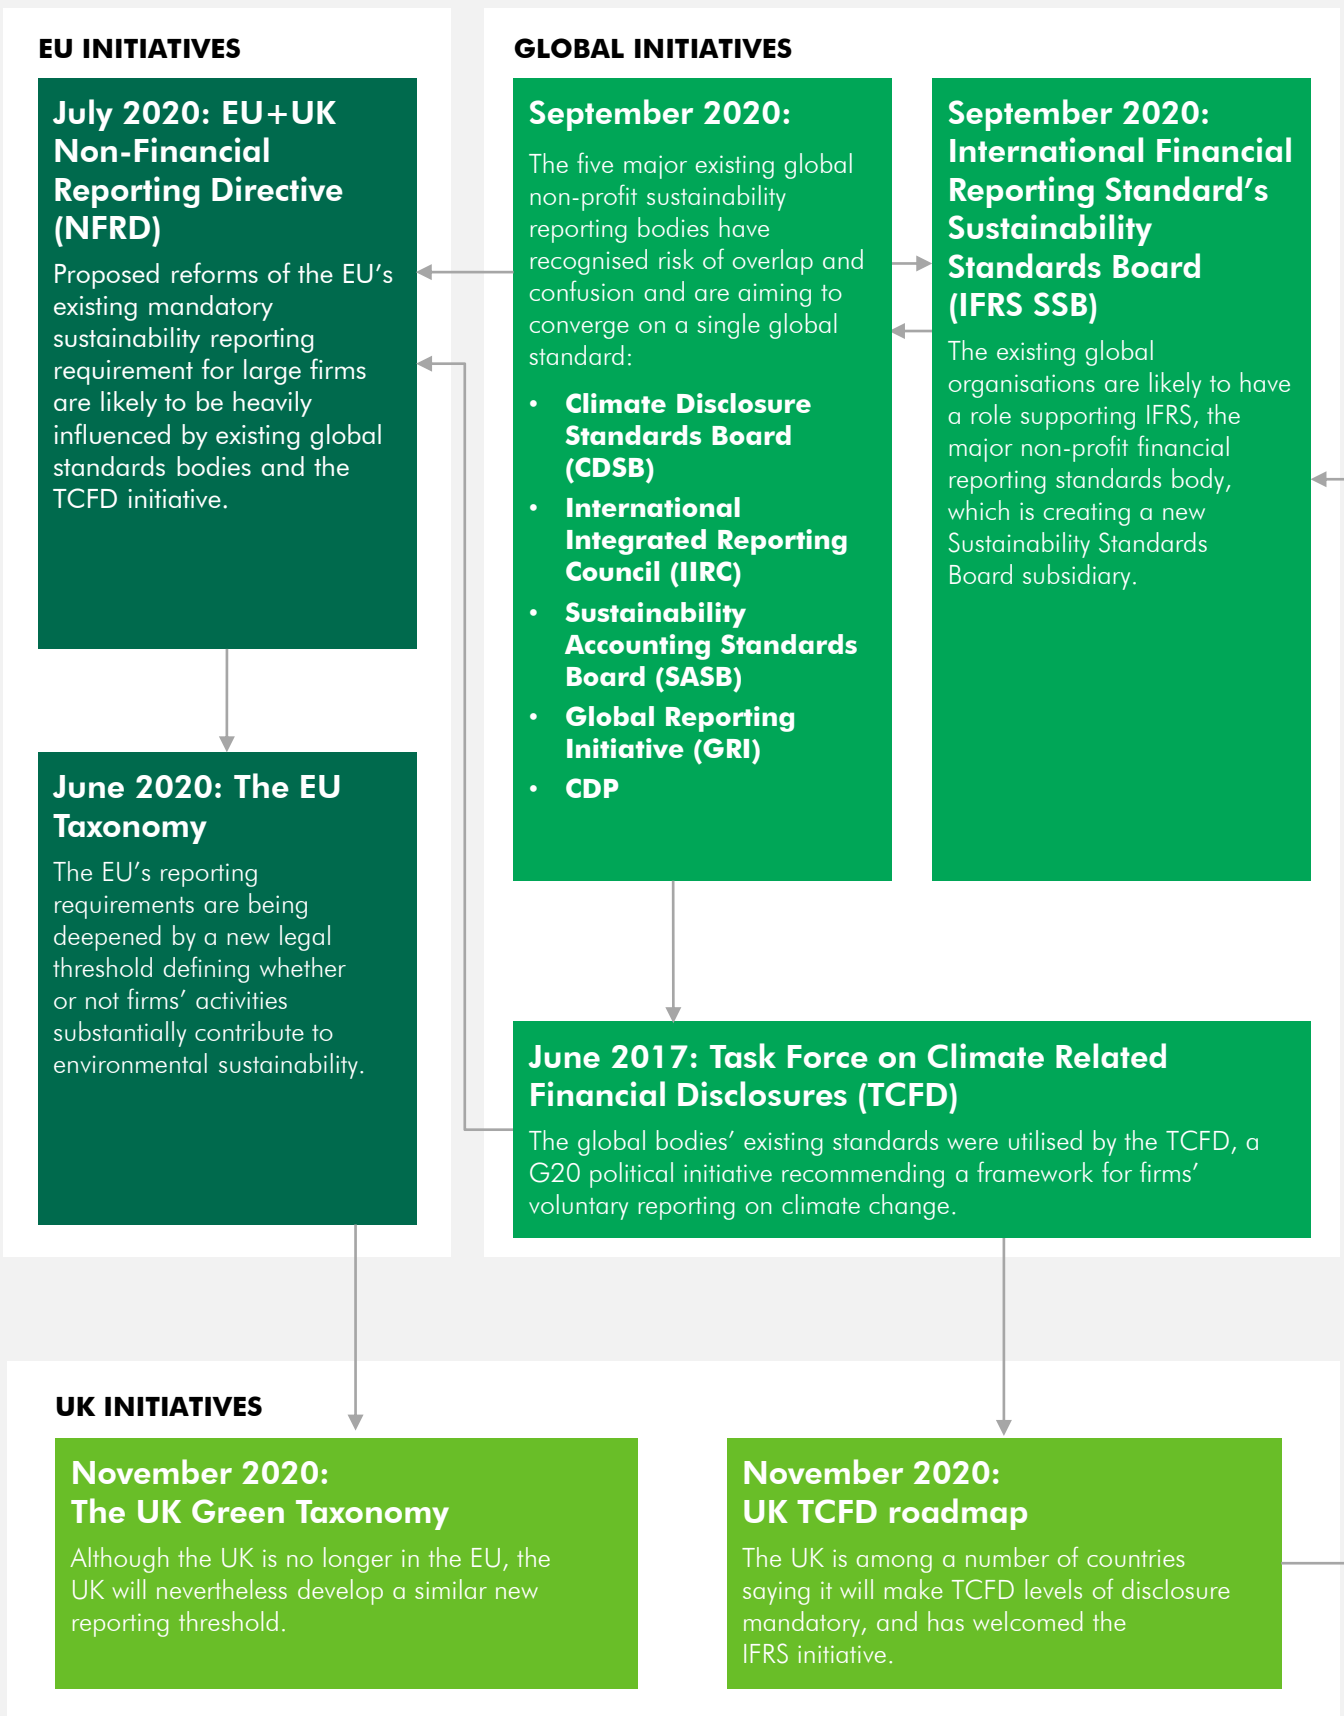 EU INITIATIVES
July 2020: EU+UK
Non-Financial
Reporting Directive
(NFRD)
Proposed reforms of the EU’s
existing mandatory
sustainability reporting
requirement for large firms
are likely to be heavily
influenced by existing global
standards bodies and the
TCFD initiative.
June 2020: The EU
Taxonomy
The EU’s reporting
requirements are being
deepened by a new legal
threshold defining whether
or not firms’ activities
substantially contribute to
environmental sustainability.
GLOBAL INITIATIVES
September 2020:
The five major existing global
non-profit sustainability
reporting bodies have
recognised risk of overlap and
confusion and are aiming to
converge on a single global
standard:
• Climate Disclosure
Standards Board
(CDSB)
• International
Integrated Reporting
Council (IIRC)
• Sustainability
Accounting Standards
Board (SASB)
• Global Reporting
Initiative (GRI)
• CDP
September 2020:
International Financial
Reporting Standard’s
Sustainability
Standards Board
(IFRS SSB)
The existing global
organisations are likely to have
a role supporting IFRS, the
major non-profit financial
reporting standards body,
which is creating a new
Sustainability Standards
Board subsidiary.
June 2017: Task Force on Climate Related
Financial Disclosures (TCFD)
The global bodies’ existing standards were utilised by the TCFD, a
G20 political initiative recommending a framework for firms’
voluntary reporting on climate change.
UK INITIATIVES
November 2020:
The UK Green Taxonomy
Although the UK is no longer in the EU, the
UK will nevertheless develop a similar new
reporting threshold.
November 2020:
UK TCFD roadmap
The UK is among a number of countries
saying it will make TCFD levels of disclosure
mandatory, and has welcomed the
IFRS initiative.